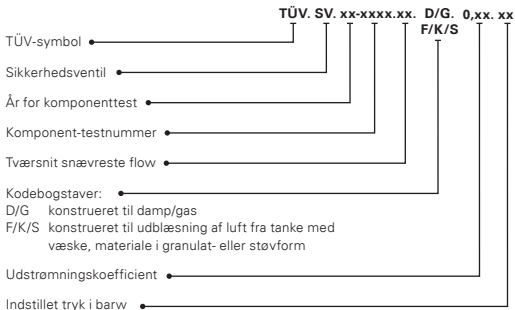 TÜV. SV. xx-xxxx.xx. D/G. 0,xx. xx
F/K/S
TÜV-symbol
Sikkerhedsventil
År for komponenttest
Komponent-testnummer
Tværsnit snævreste flow
Kodebogstaver:
D/G konstrueret til damp/gas
F/K/S konstrueret til udblæsning af luft fra tanke med
væske, materiale i granulat- eller støvform
Udstrømningskoefficient
Indstillet tryk i barw